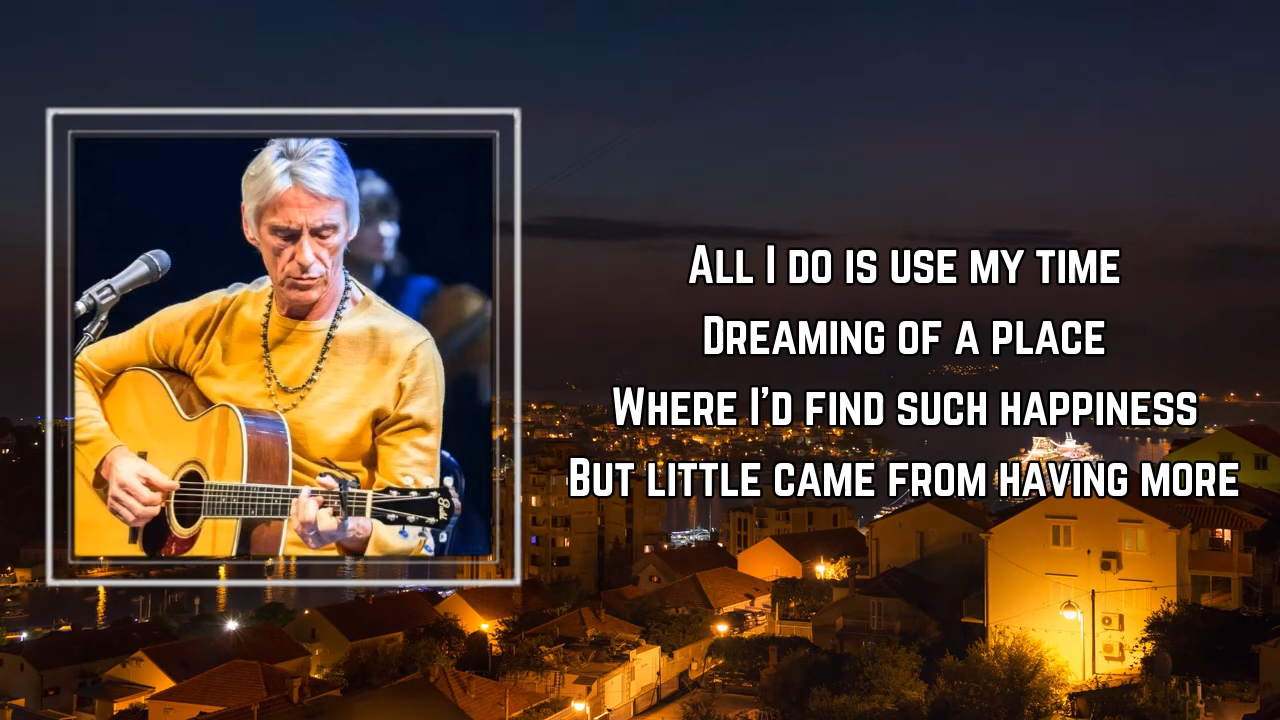 All I do is use my time
Dreaming of a place
Where I'd find such happiness
But little came from having more